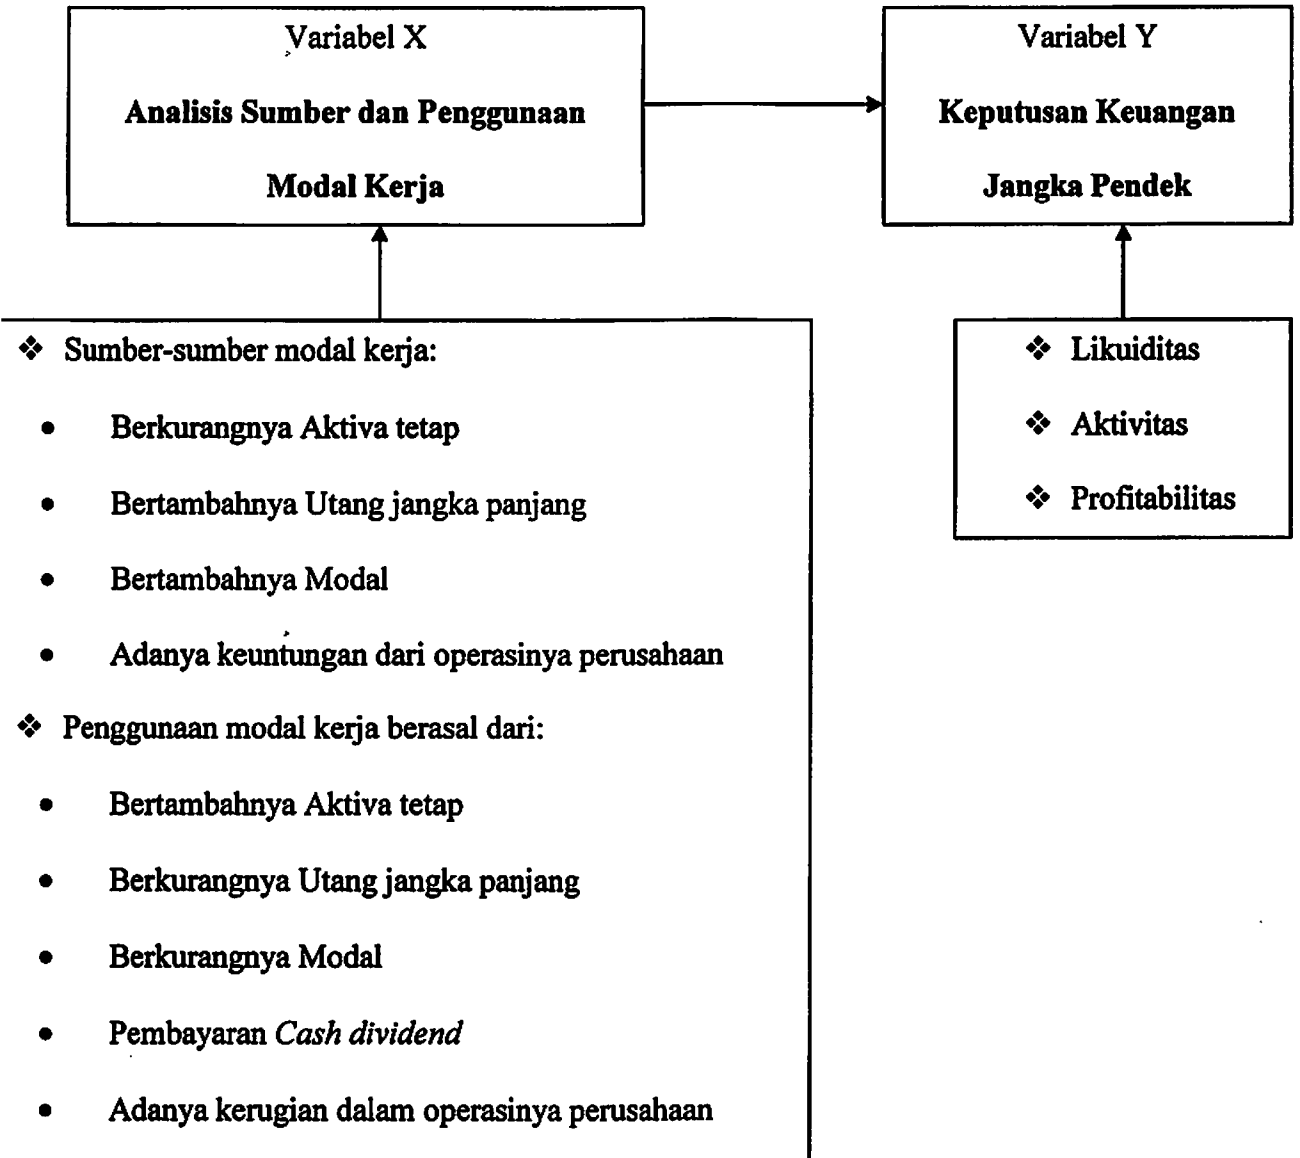 Variabel X
Analisis Sumber dan Penggunaan
Modal Kerja
Variabel Y
Keputusan Keuangan
Jangka Pendek
❖ Sumber-sumber modal kerja:
• Berkurangnya Aktiva tetap
• Bertambahnya Utang jangka panjang
• Bertambahnya Modal
• Adanya keuntungan dari operasinya perusahaan
❖ Penggunaan modal kerja berasal dari:
• Bertambahnya Aktiva tetap
• Berkurangnya Utang jangka panjang
• Berkurangnya Modal
• Pembayaran Cash dividend
• Adanya kerugian dalam operasinya perusahaan
❖ Likuiditas
❖ Aktivitas
❖ Profitabilitas